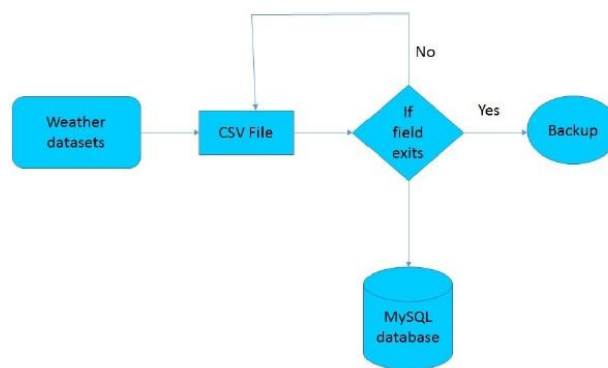 No
Weather
datasets
CSV File
If
field
exits
Yes
Backup
MySQL
database